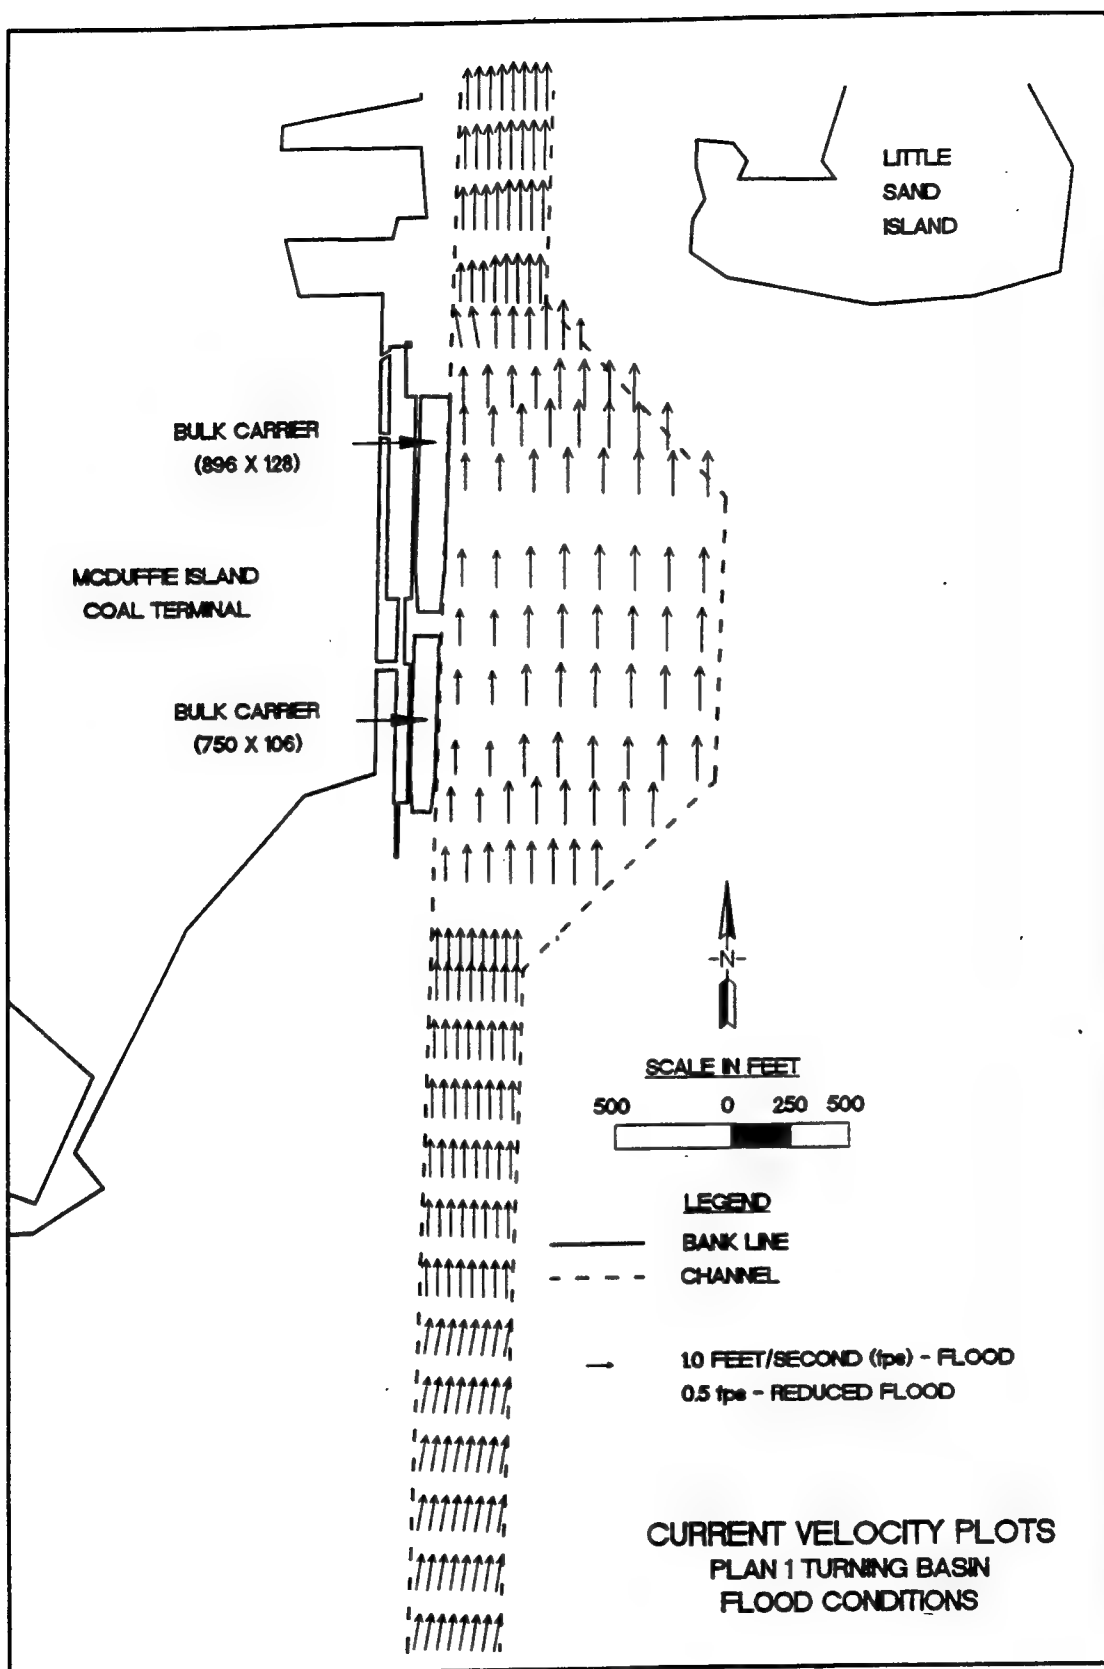 LITTLE
SAND
ISLAND
BULK CARRIER
(896 X 128)
MCDUFFIE ISLAND
COAL TERMINAL
BULK CARRIER
(750 X 106)
-N-
SCALE IN FEET
500 0 250 500
LEGEND
BANK LINE
CHANNEL
1.0 FEET/SECOND (fps) - FLOOD
0.5 fps - REDUCED FLOOD
CURRENT VELOCITY PLOTS
PLAN 1 TURNING BASIN
FLOOD CONDITIONS